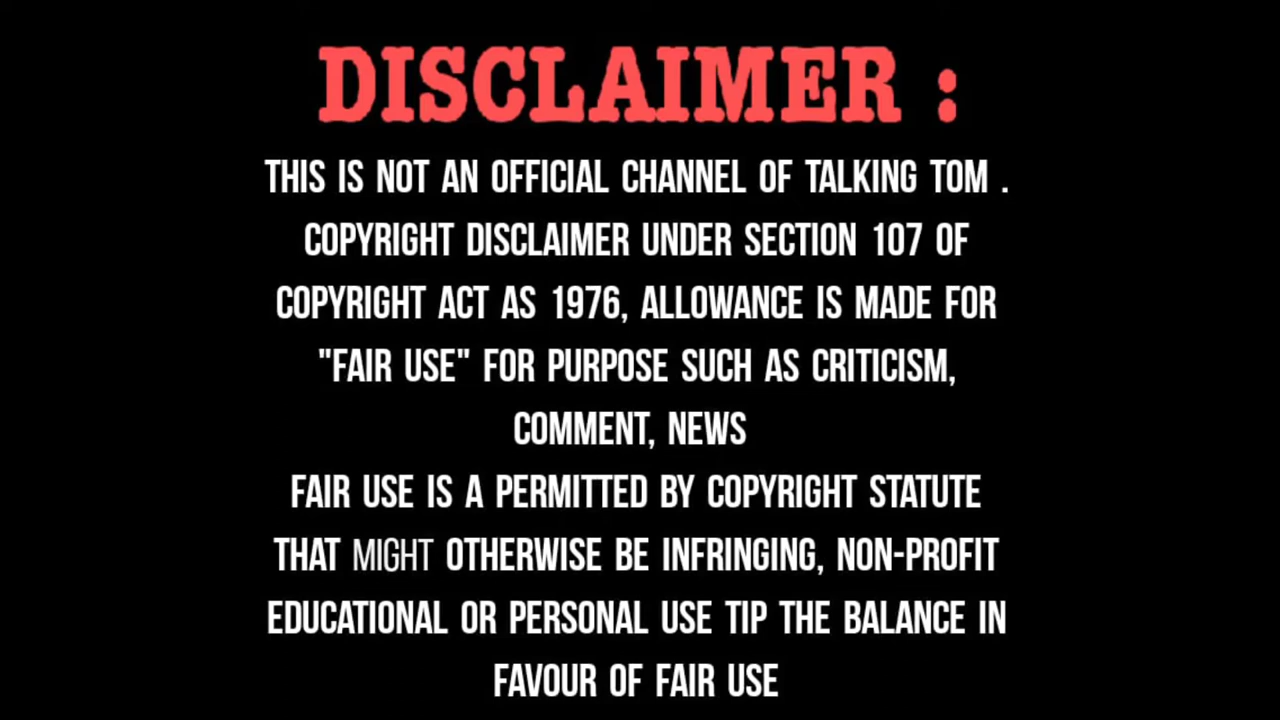 DISCLAIMER :
THIS IS NOT AN OFFICIAL CHANNEL OF TALKING TOM .
COPYRIGHT DISCLAIMER UNDER SECTION 107 OF
COPYRIGHT ACT AS 1976, ALLOWANCE IS MADE FOR
"FAIR USE" FOR PURPOSE SUCH AS CRITICISM,
COMMENT, NEWS
FAIR USE IS A PERMITTED BY COPYRIGHT STATUTE
THAT MIGHT OTHERWISE BE INFRINGING, NON-PROFIT
EDUCATIONAL OR PERSONAL USE TIP THE BALANCE IN
FAVOUR OF FAIR USE